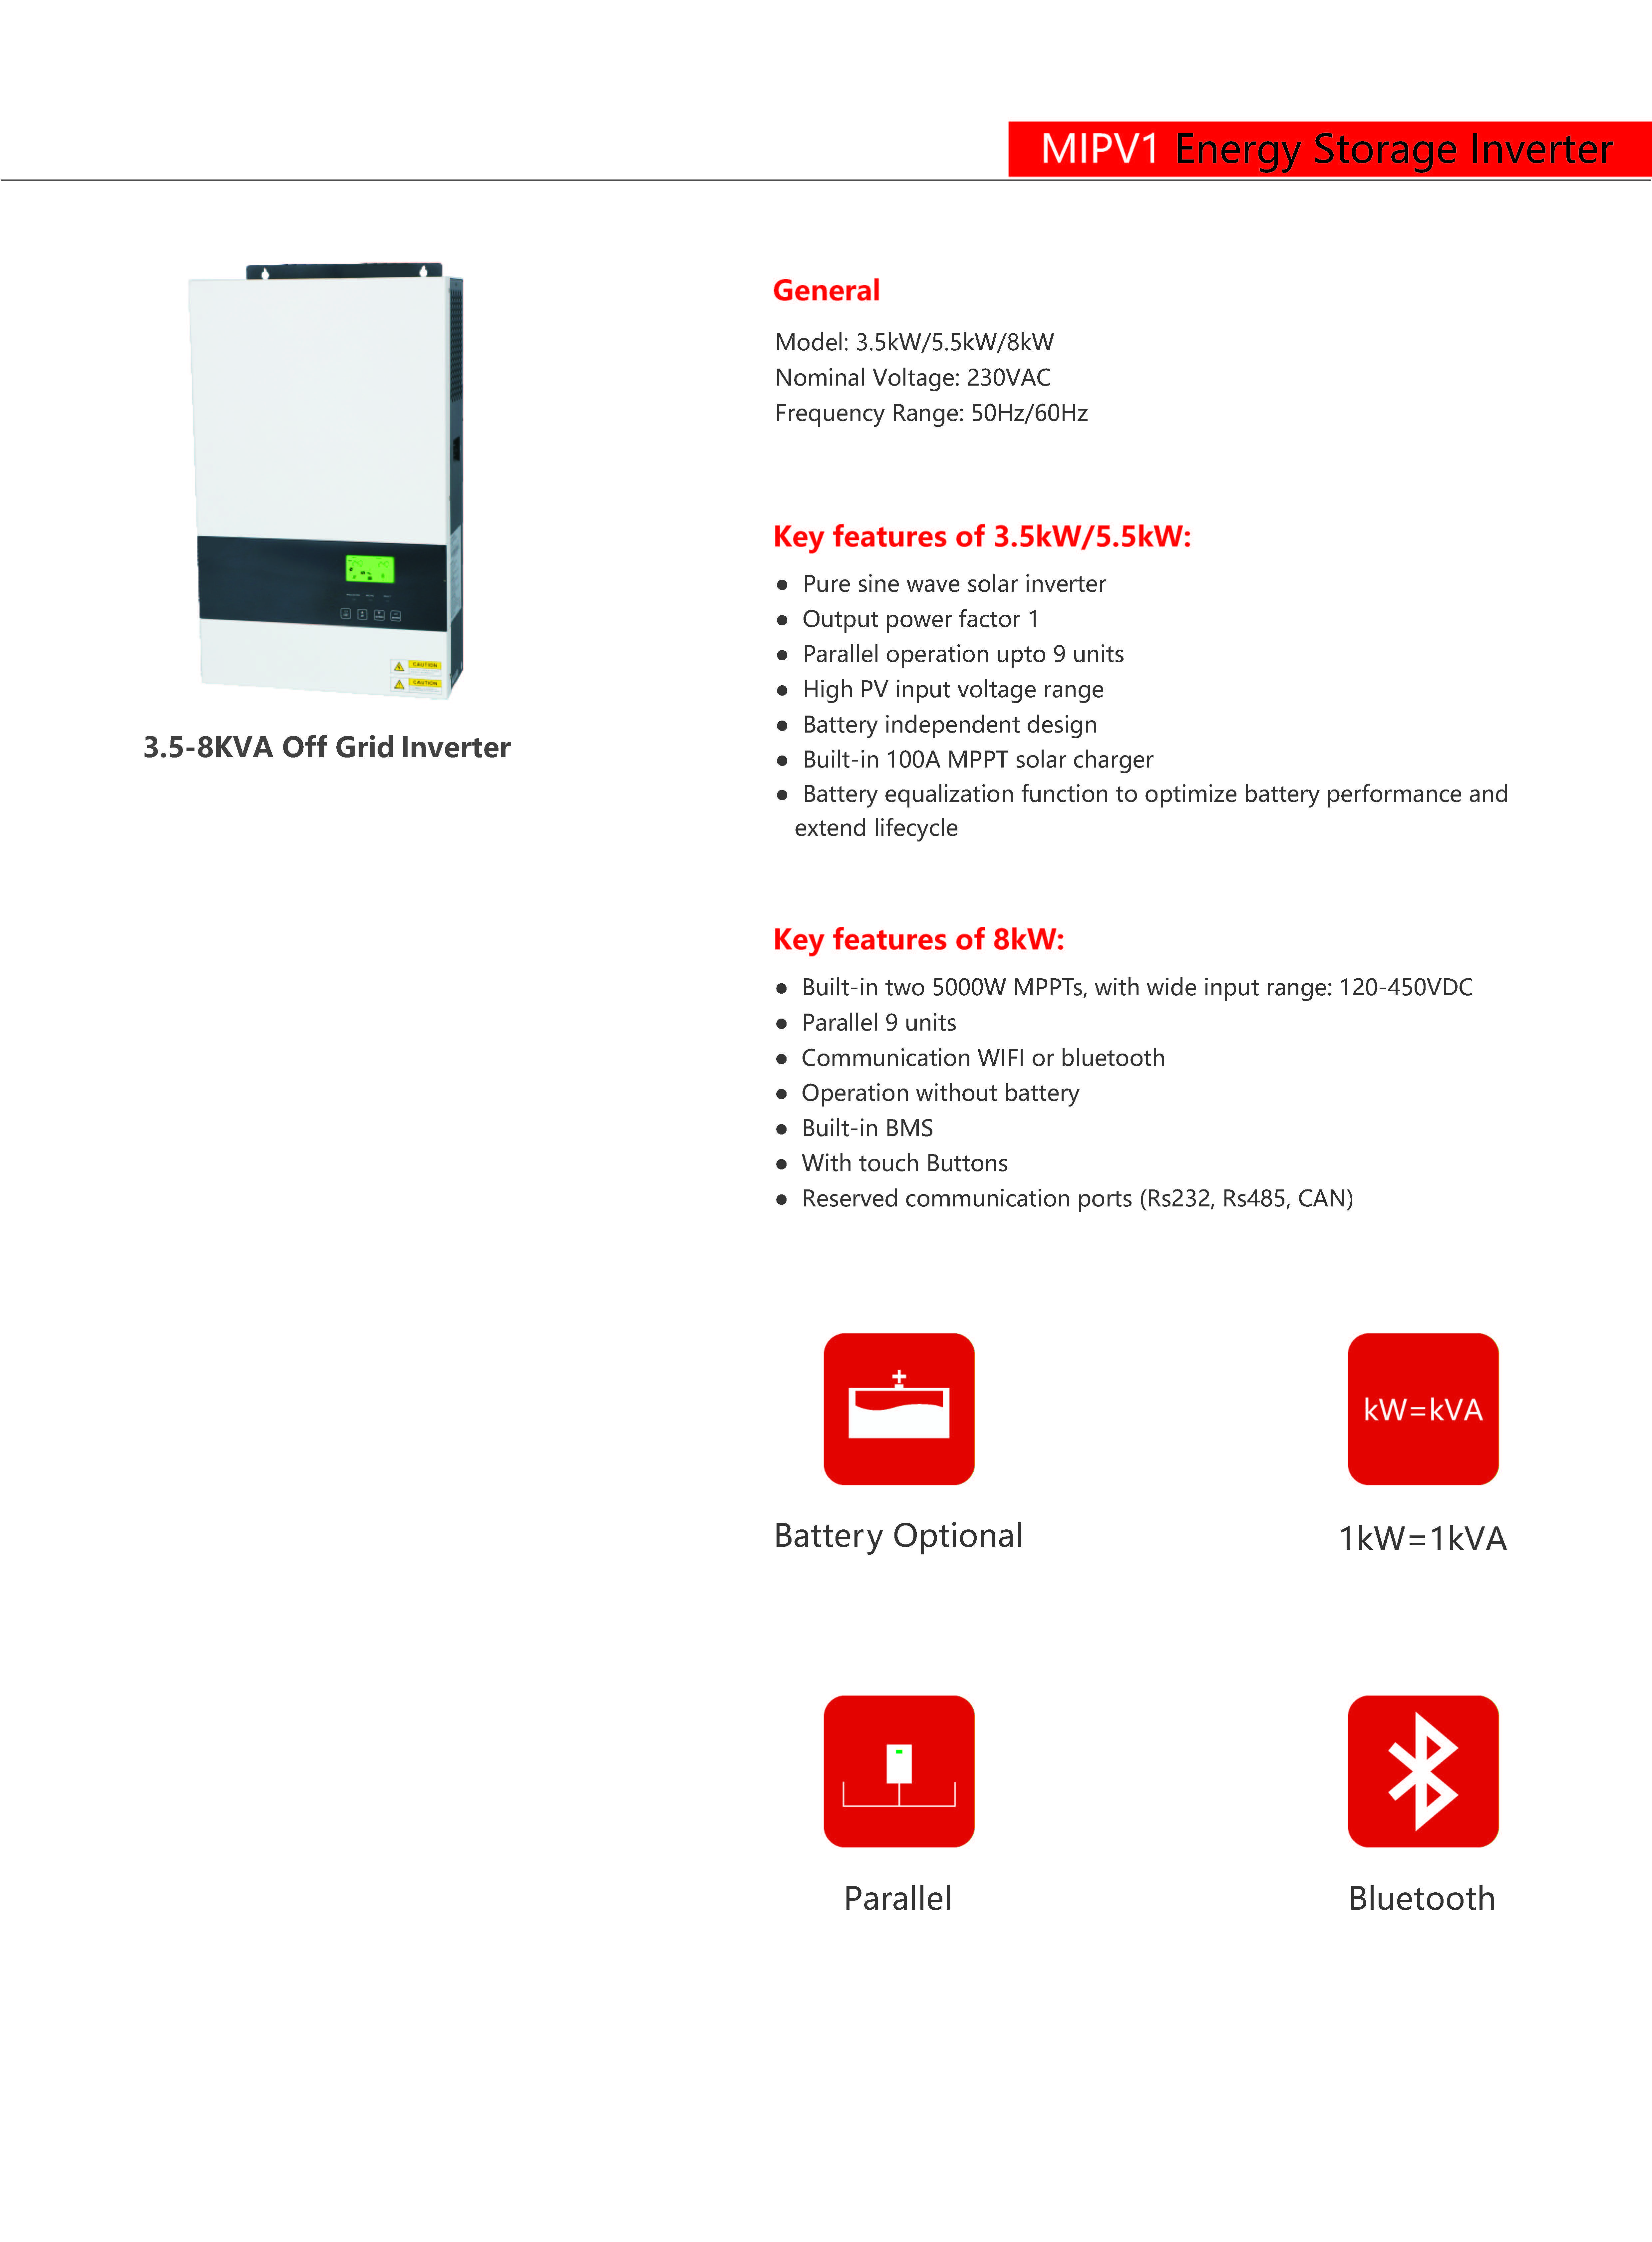 MIPV1 Energy Storage Inverter
General
Model: 3.5kW/5.5kW/8kW
Nominal Voltage: 230VAC
Frequency Range: 50Hz/60Hz
Key features of 3.5kW/5.5kW:
● Pure sine wave solar inverter
● Output power factor 1
● Parallel operation upto 9 units
● High PV input voltage range
● Battery independent design
● Built-in 100A MPPT solar charger
● Battery equalization function to optimize battery performance and
extend lifecycle
CAUTION
CAUTION
3.5-8KVA Off Grid Inverter
Key features of 8kW:
● Built-in two 5000W MPPTs, with wide input range: 120-450VDC
● Parallel 9 units
● Communication WIFI or bluetooth
● Operation without battery
● Built-in BMS
● With touch Buttons
● Reserved communication ports (Rs232, Rs485, CAN)
kW=kVA
Battery Optional
1kW=1kVA
Parallel
Bluetooth